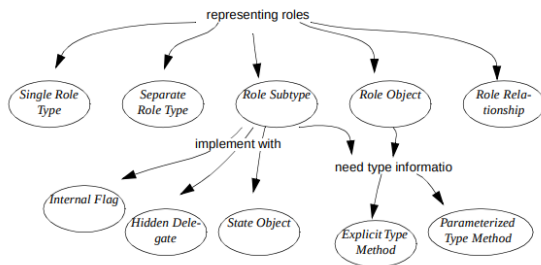 representing roles
Single Role
Type
Separate
Role Type
Role Subtype
Role Object
Role Rela-
tionship
implement with
need type informatio
Internal Flag
Hidden Dele-
gate
State Object
Explicit Type
Method
Parameterized
Type Method